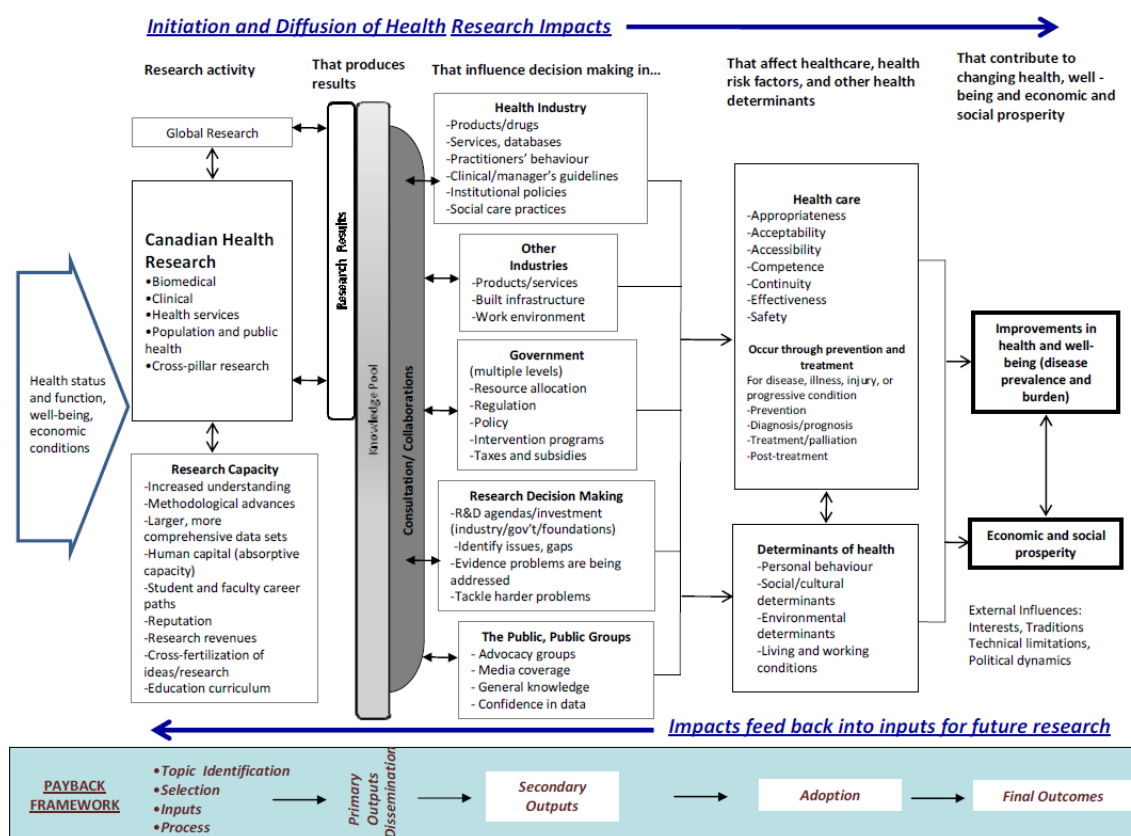 Initiation and Diffusion of Health Research Impacts
Research activity
That produces
results
That influence decision making in…
That affect healthcare, health
risk factors, and other health
determinants
That contribute to
changing health, well -
being and economic and
social prosperity
Global Research
Canadian Health
Research
•Biomedical
•Clinical
•Health services
•Population and public
health
•Cross-pillar research
Health status
and function,
well-being,
economic
conditions
Research Capacity
-Increased understanding
-Methodological advances
-Larger, more
comprehensive data sets
-Human capital (absorptive
capacity)
-Student and faculty career
paths
-Reputation
-Research revenues
-Cross-fertilization of
ideas/research
-Education curriculum
Research Results
Knowledge Pool
Consultation/ Collaborations
Health Industry
-Products/drugs
-Services, databases
-Practitioners' behaviour
-Clinical/manager's guidelines
-Institutional policies
-Social care practices
Other
Industries
-Products/services
-Built infrastructure
-Work environment
Government
(multiple levels)
-Resource allocation
-Regulation
-Policy
-Intervention programs
-Taxes and subsidies
Research Decision Making
-R&D agendas/investment
(industry/gov't/foundations)
-Identify issues, gaps
-Evidence problems are being
addressed
-Tackle harder problems
The Public, Public Groups
- Advocacy groups
- Media coverage
- General knowledge
- Confidence in data
Health care
-Appropriateness
-Acceptability
-Accessibility
-Competence
-Continuity
-Effectiveness
-Safety
Occur through prevention and
treatment
For disease, illness, injury, or
progressive condition
-Prevention
-Diagnosis/prognosis
-Treatment/palliation
-Post-treatment
Determinants of health
-Personal behaviour
-Social/cultural
determinants
-Environmental
determinants
-Living and working
conditions
Improvements in
health and well-
being (disease
prevalence and
burden)
Economic and social
prosperity
External Influences:
Interests, Traditions
Technical limitations,
Political dynamics
Impacts feed back into inputs for future research
PAYBACK
FRAMEWORK
•Topic Identification
•Selection
•Inputs
•Process
Primary
Outputs
Dissemination
Secondary
Outputs
Adoption
Final Outcomes